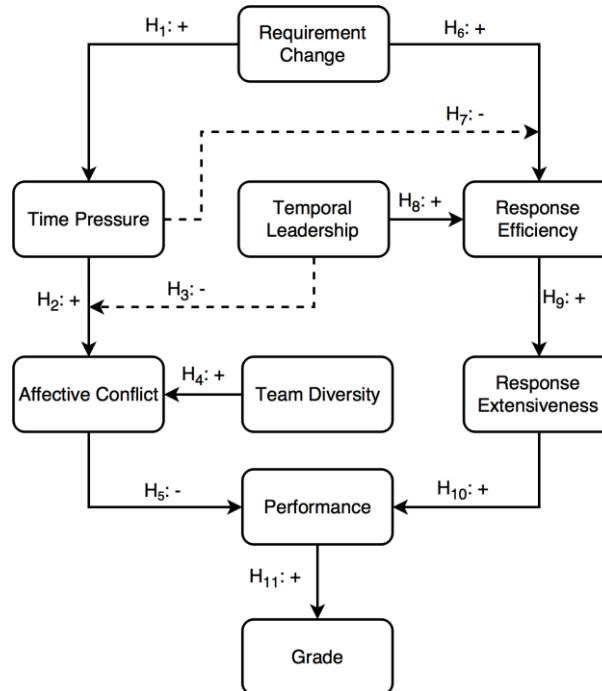 H₁: +
Requirement
Change
H₆: +
H₇: -
Time Pressure
Temporal
Leadership
H₈: +
Response
Efficiency
H₂: +
H₃: -
H₉: +
Affective Conflict
H₄: +
Team Diversity
Response
Extensiveness
H₅: -
Performance
H₁₀: +
H₁₁: +
Grade